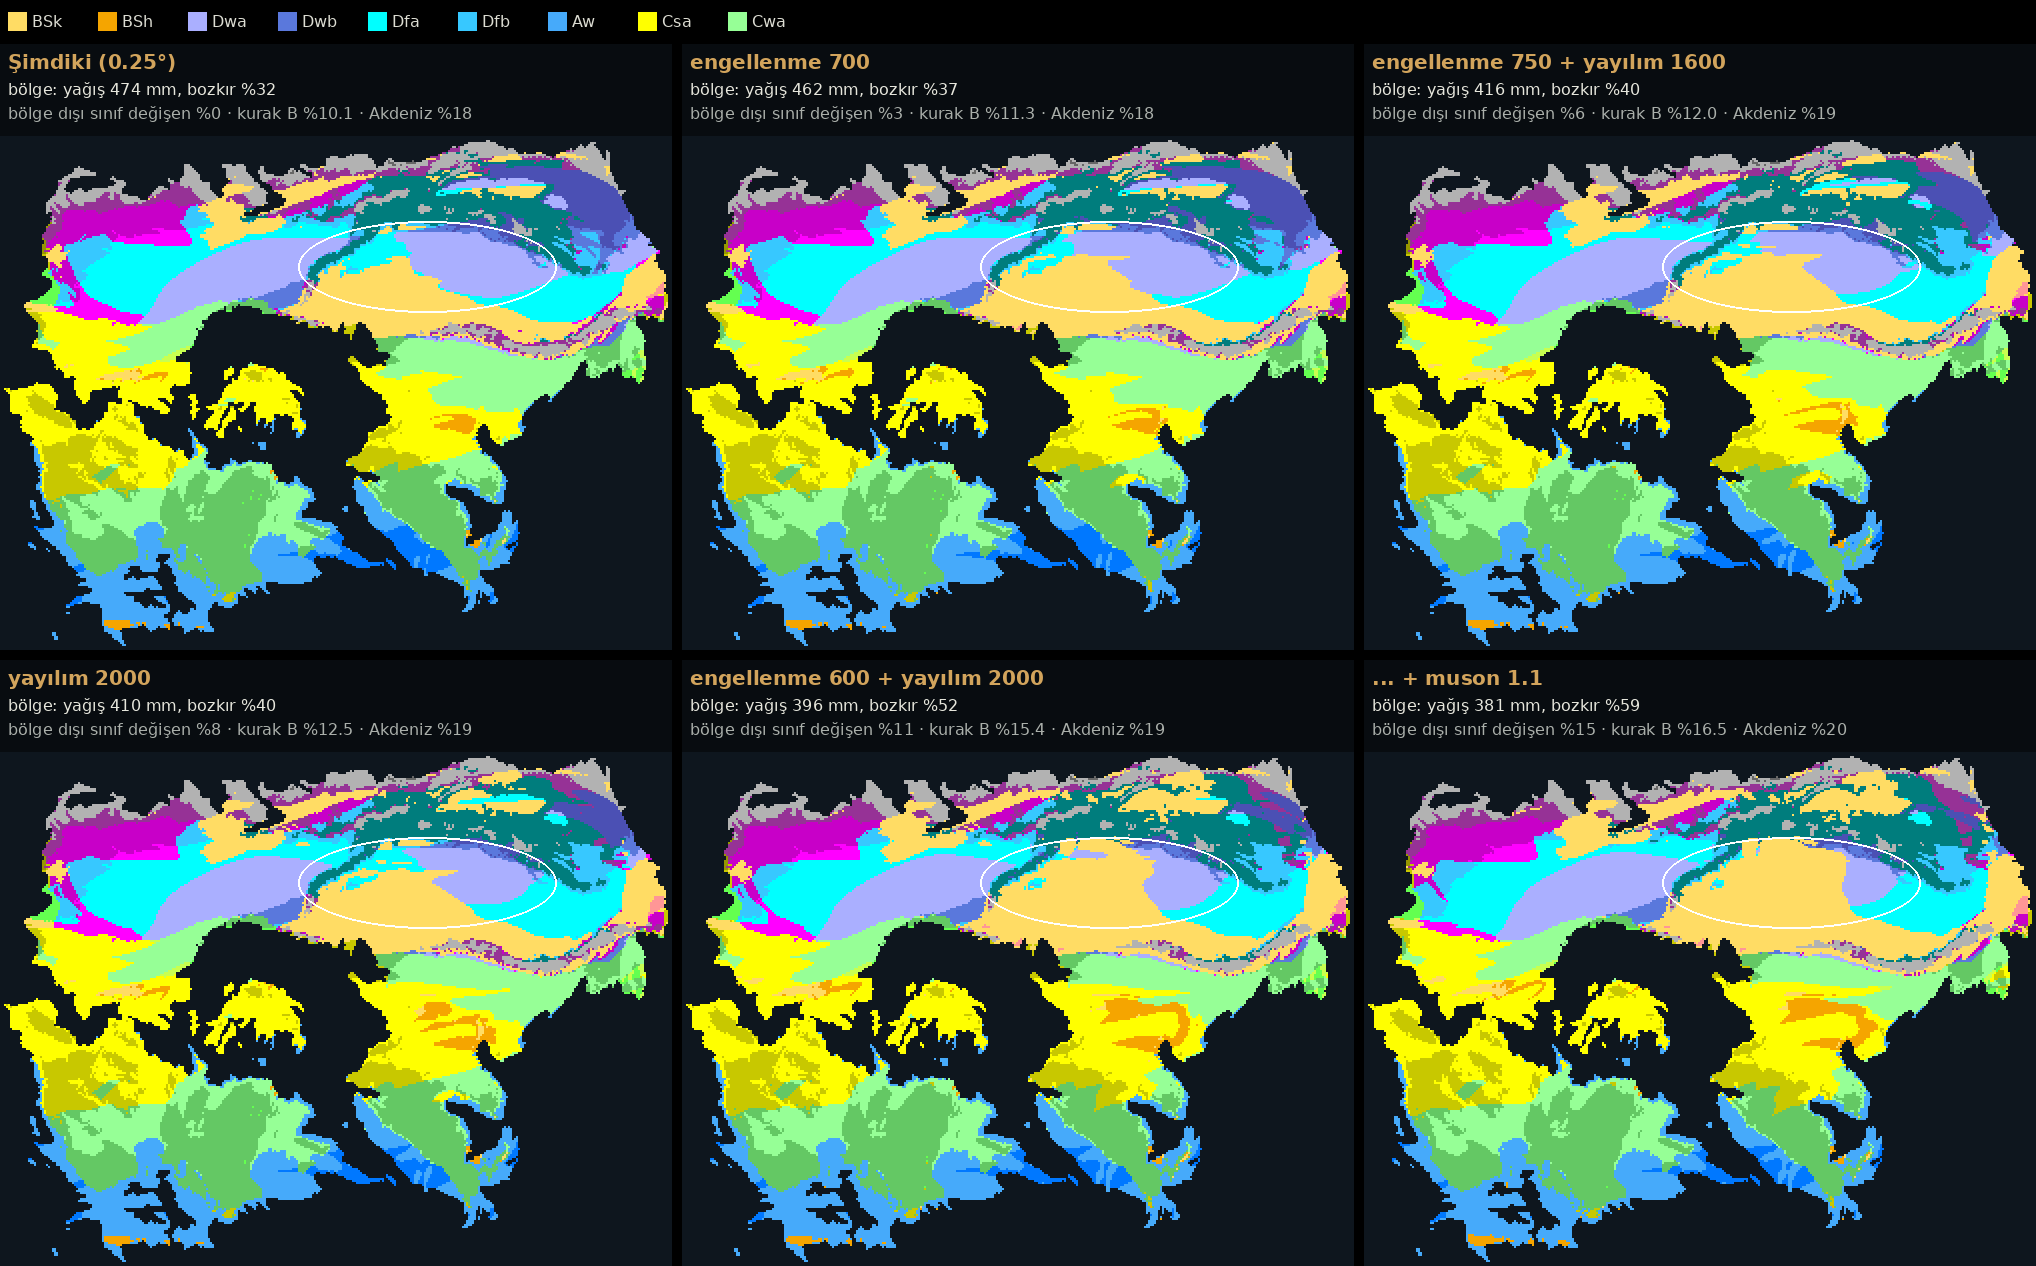 BSk BSh Dwa Dwb Dfa Dfb Aw Csa Cwa
Şimdiki (0.25°)
bölge: yağış 474 mm, bozkır %32
bölge dışı sınıf değişen %0 · kurak B %10.1 · Akdeniz %18
engellenme 700
bölge: yağış 462 mm, bozkır %37
bölge dışı sınıf değişen %3 · kurak B %11.3 · Akdeniz %18
engellenme 750 + yayılım 1600
bölge: yağış 416 mm, bozkır %40
bölge dışı sınıf değişen %6 · kurak B %12.0 · Akdeniz %19
yayılım 2000
bölge: yağış 410 mm, bozkır %40
bölge dışı sınıf değişen %8 · kurak B %12.5 · Akdeniz %19
engellenme 600 + yayılım 2000
bölge: yağış 396 mm, bozkır %52
bölge dışı sınıf değişen %11 · kurak B %15.4 · Akdeniz %19
... + muson 1.1
bölge: yağış 381 mm, bozkır %59
bölge dışı sınıf değişen %15 · kurak B %16.5 · Akdeniz %20